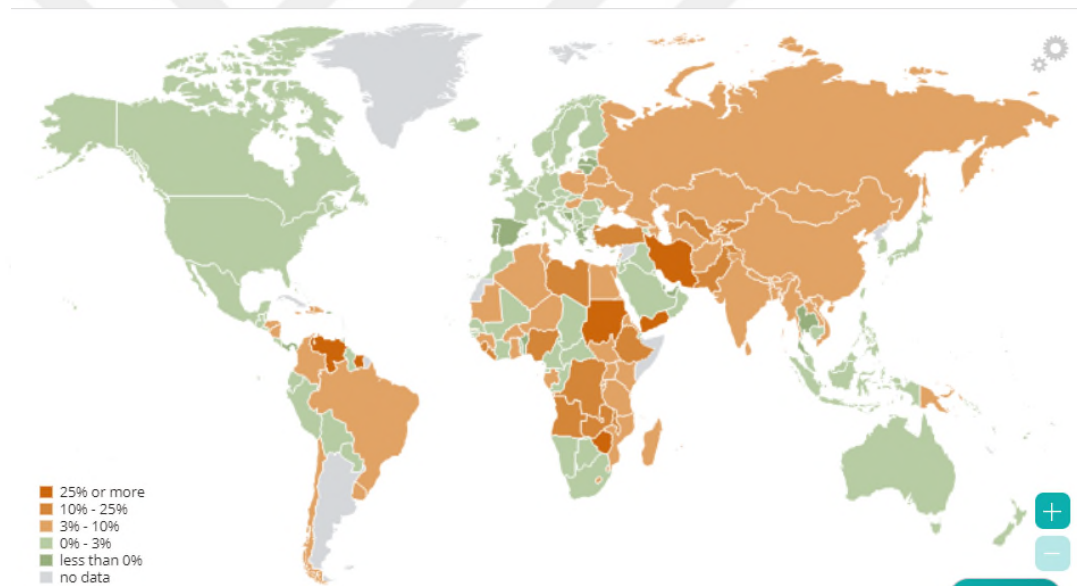 25% or more
10% - 25%
3% - 10%
0% - 3%
less than 0%
no data